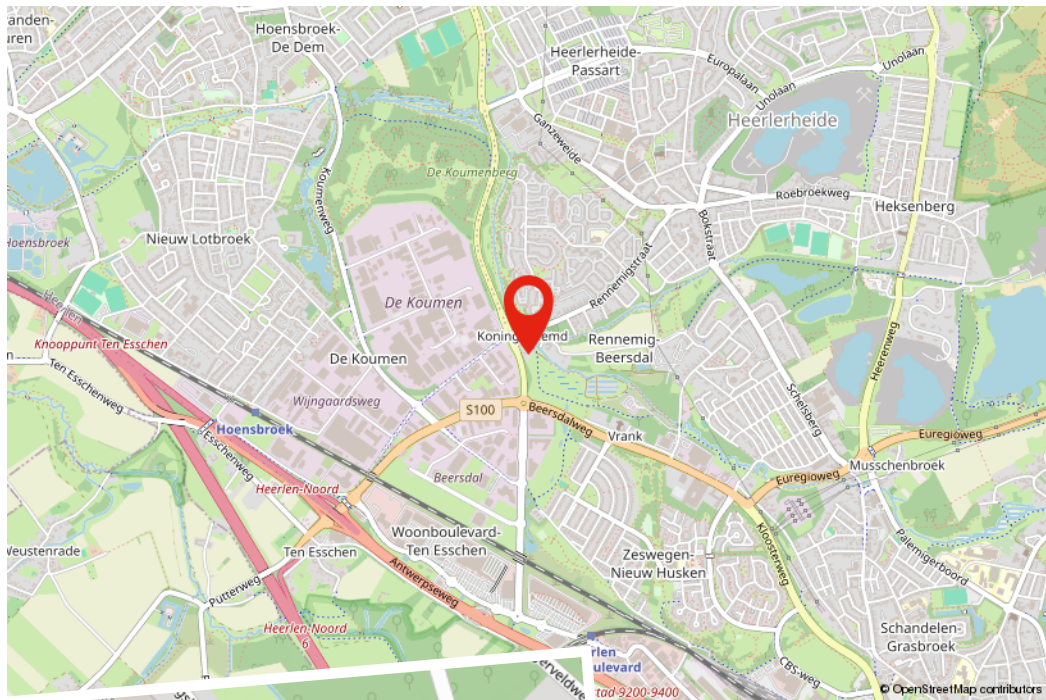 Hoensbroek-
De Dem
Heerlerheide-
Passart
Europalaan
Unolaan
Unolaan
Heerlerheide
Ganzeweide
De Koumenberg
Koumenweg
Roebroekweg
Heksenberg
Bokstraat
Hoensbroek
Nieuw Lotbroek
Rennemigstraat
De Koumen
Heerlen
Knooppunt Ten Esschen
Rennemig-
Beersdal
Heerenweg
De Koumen
Ten Esschenweg
Wijngaardsweg
Schelsberg
S100
Beersdalweg
Hoensbroek
Vrank
Euregioweg
Esschenweg
Musschenbroek
Beersdal
Euregioweg
Heerlen-Noord
Woonboulevard-
Ten Esschen
Kloosterweg
Palemigerboord
Weustenrade
Ten Esschen
Zeswegen-
Nieuw Husken
Antwerpseweg
Putterweg
Heerlen-Noord
6
Schandelen-
Grasbroek
CBS-weg
© OpenStreetMap contributors